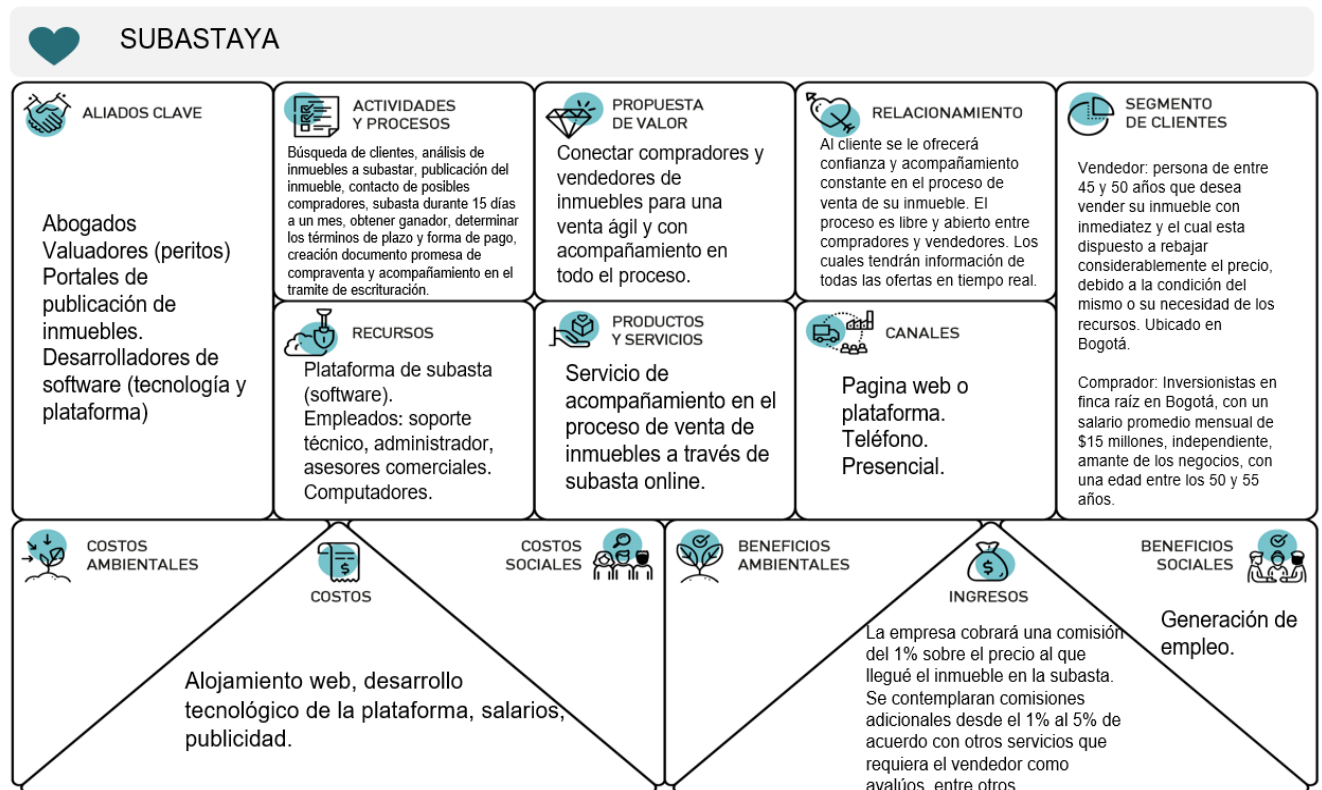 SUBASTAYA
ALIADOS CLAVE
Abogados
Valuadores (peritos)
Portales de
publicación de
inmuebles.
Desarrolladores de
software (tecnología y
plataforma)
ACTIVIDADES
Y PROCESOS
Búsqueda de clientes, análisis de
inmuebles a subastar, publicación del
inmueble, contacto de posibles
compradores, subasta durante 15 días
a un mes, obtener ganador, determinar
los términos de plazo y forma de pago,
creación documento promesa de
compraventa y acompañamiento en el
tramite de escrituración.
RECURSOS
Plataforma de subasta
(software).
Empleados: soporte
técnico, administrador,
asesores comerciales.
Computadores.
PROPUESTA
DE VALOR
Conectar compradores y
vendedores de
inmuebles para una
venta ágil y con
acompañamiento en
todo el proceso.
PRODUCTOS
Y SERVICIOS
Servicio de
acompañamiento en el
proceso de venta de
inmuebles a través de
subasta online.
RELACIONAMIENTO
Al cliente se le ofrecerá
confianza y acompañamiento
constante en el proceso de
venta de su inmueble. El
proceso es libre y abierto entre
compradores y vendedores. Los
cuales tendrán información de
todas las ofertas en tiempo real.
CANALES
Pagina web o
plataforma.
Teléfono.
Presencial.
SEGMENTO
DE CLIENTES
Vendedor: persona de entre
45 y 50 años que desea
vender su inmueble con
inmediatez y el cual esta
dispuesto a rebajar
considerablemente el precio,
debido a la condición del
mismo o su necesidad de los
recursos. Ubicado en
Bogotá.
Comprador: Inversionistas en
finca raíz en Bogotá, con un
salario promedio mensual de
$15 millones, independiente,
amante de los negocios, con
una edad entre los 50 y 55
años.
COSTOS
AMBIENTALES
COSTOS
Alojamiento web, desarrollo
tecnológico de la plataforma, salarios,
publicidad.
COSTOS
SOCIALES
BENEFICIOS
AMBIENTALES
INGRESOS
La empresa cobrará una comisión
del 1% sobre el precio al que
llegué el inmueble en la subasta.
Se contemplaran comisiones
adicionales desde el 1% al 5% de
acuerdo con otros servicios que
requiera el vendedor como
avalúos, entre otros
BENEFICIOS
SOCIALES
Generación de
empleo.